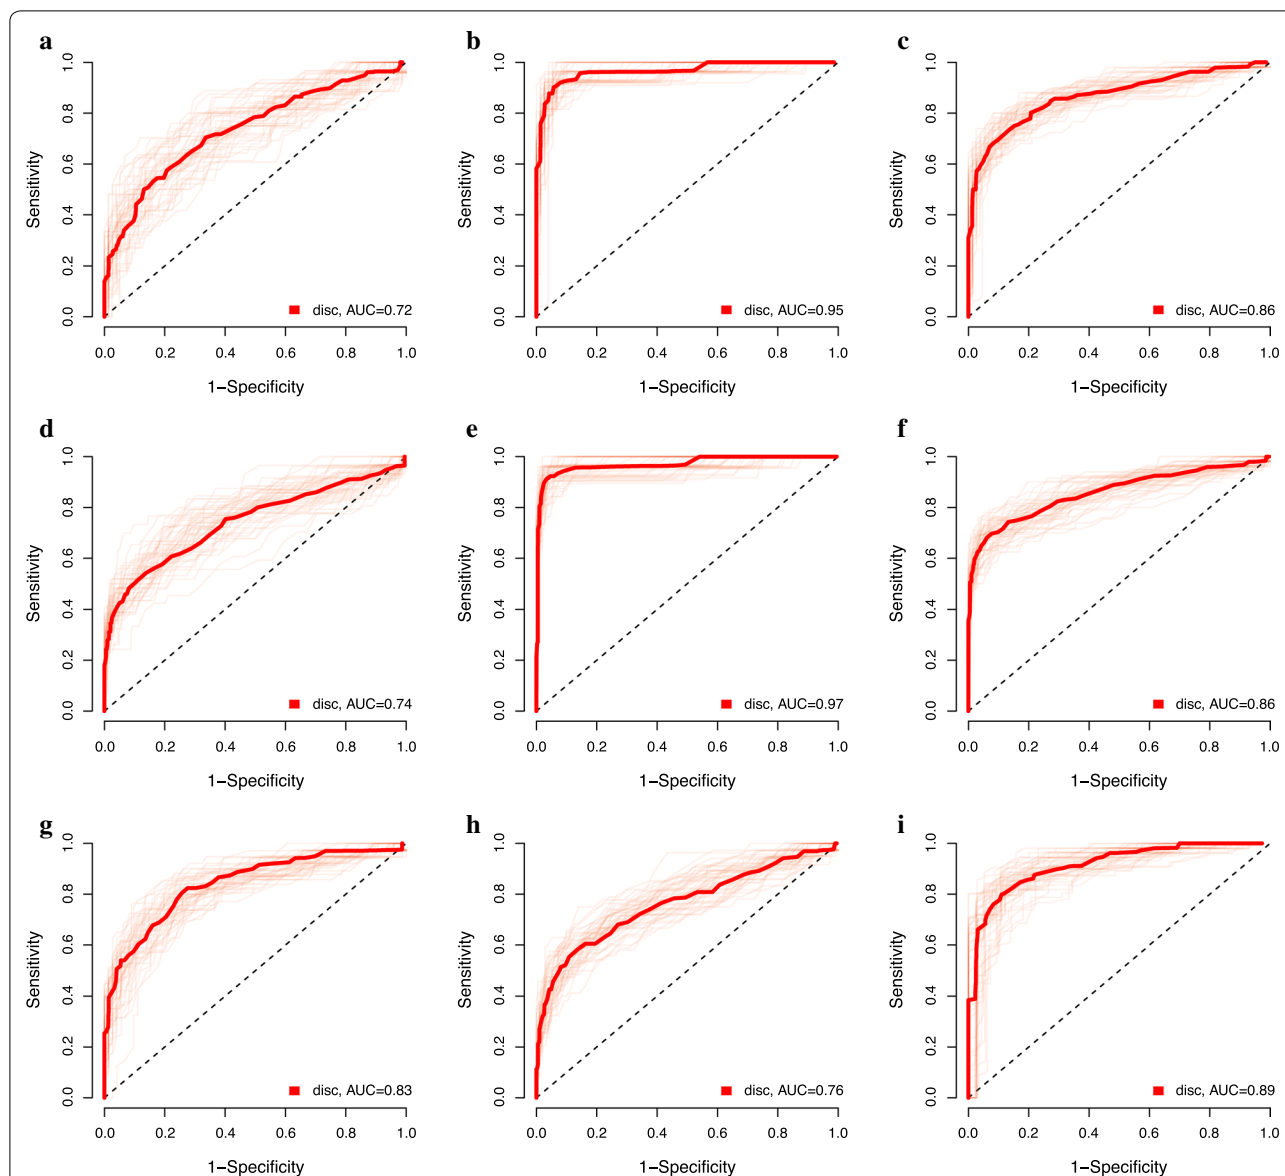 a
1.0
0.8
0.6
0.4
0.2
0.0
Sensitivity
disc, AUC=0.72
0.0 0.2 0.4 0.6 0.8 1.0
1−Specificity
b
1.0
0.8
0.6
0.4
0.2
0.0
Sensitivity
disc, AUC=0.95
0.0 0.2 0.4 0.6 0.8 1.0
1−Specificity
c
1.0
0.8
0.6
0.4
0.2
0.0
Sensitivity
disc, AUC=0.86
0.0 0.2 0.4 0.6 0.8 1.0
1−Specificity
d
1.0
0.8
0.6
0.4
0.2
0.0
Sensitivity
disc, AUC=0.74
0.0 0.2 0.4 0.6 0.8 1.0
1−Specificity
e
1.0
0.8
0.6
0.4
0.2
0.0
Sensitivity
disc, AUC=0.97
0.0 0.2 0.4 0.6 0.8 1.0
1−Specificity
f
1.0
0.8
0.6
0.4
0.2
0.0
Sensitivity
disc, AUC=0.86
0.0 0.2 0.4 0.6 0.8 1.0
1−Specificity
g
1.0
0.8
0.6
0.4
0.2
0.0
Sensitivity
disc, AUC=0.83
0.0 0.2 0.4 0.6 0.8 1.0
1−Specificity
h
1.0
0.8
0.6
0.4
0.2
0.0
Sensitivity
disc, AUC=0.76
0.0 0.2 0.4 0.6 0.8 1.0
1−Specificity
i
1.0
0.8
0.6
0.4
0.2
0.0
Sensitivity
disc, AUC=0.89
0.0 0.2 0.4 0.6 0.8 1.0
1−Specificity